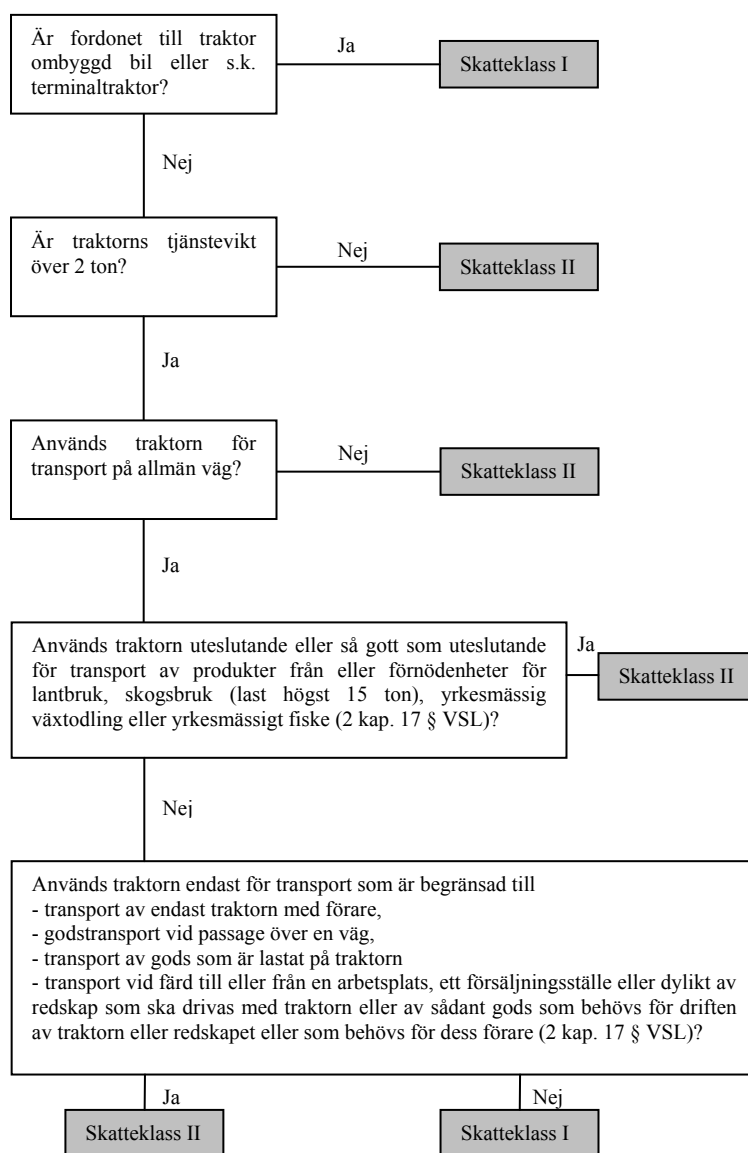 Är fordonet till traktor
ombyggd bil eller s.k.
terminaltraktor?
Ja
Skatteklass I
Nej
Är traktorns tjänstevikt
över 2 ton?
Nej
Skatteklass II
Ja
Används traktorn för
transport på allmän väg?
Nej
Skatteklass II
Ja
Används traktorn uteslutande eller så gott som uteslutande
för transport av produkter från eller förnödenheter för
lantbruk, skogsbruk (last högst 15 ton), yrkesmässig
växtodling eller yrkesmässigt fiske (2 kap. 17 § VSL)?
Ja
Skatteklass II
Nej
Används traktorn endast för transport som är begränsad till
- transport av endast traktorn med förare,
- godstransport vid passage över en väg,
- transport av gods som är lastat på traktorn
- transport vid färd till eller från en arbetsplats, ett försäljningsställe eller dylikt av
redskap som ska drivas med traktorn eller av sådant gods som behövs för driften
av traktorn eller redskapet eller som behövs för dess förare (2 kap. 17 § VSL)?
Ja
Skatteklass II
Nej
Skatteklass I